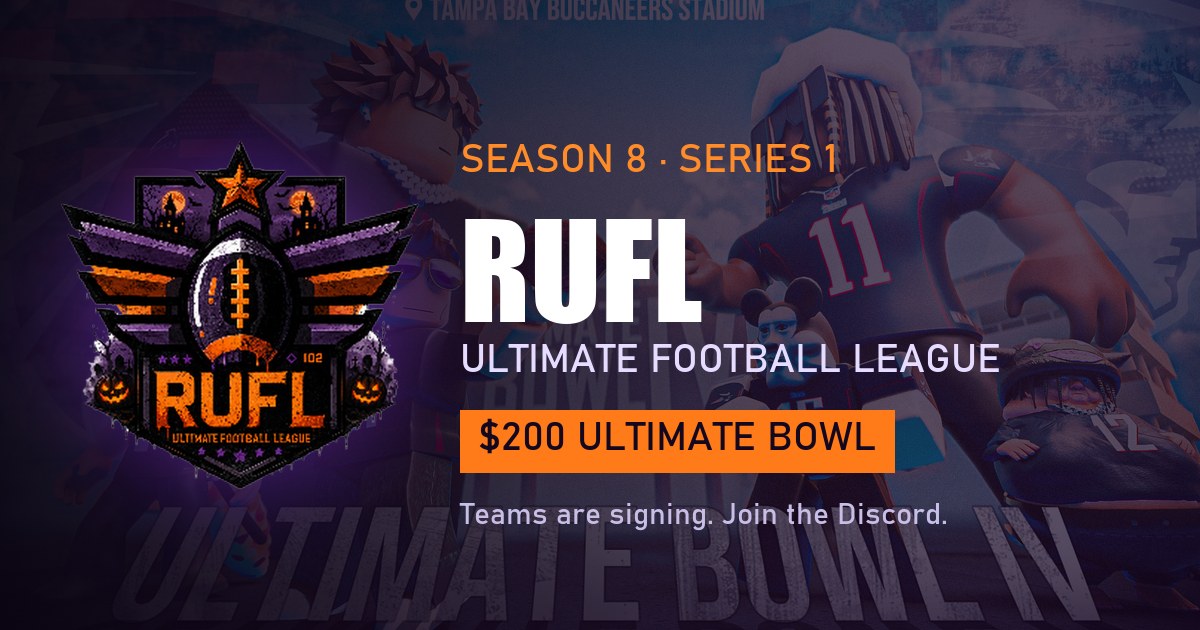 TAMPA BAY BUCCANEERS STADIUM
SEASON 8 · SERIES 1
RUFL
ULTIMATE FOOTBALL LEAGUE
$200 ULTIMATE BOWL
Teams are signing. Join the Discord.
102
RUFL
ULTIMATE FOOTBALL LEAGUE
11
12
ULTIMATE BOWL IV